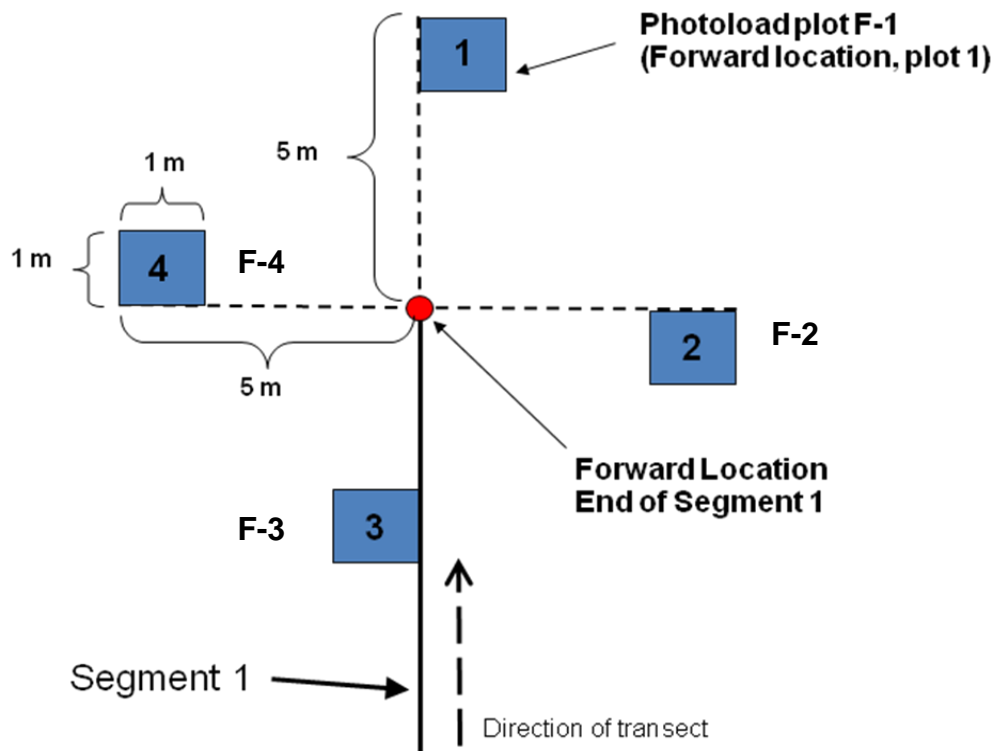 1
Photoload plot F-1
(Forward location, plot 1)
5 m
1 m
1 m
4
F-4
2
F-2
5 m
Forward Location
End of Segment 1
F-3
3
Segment 1
Direction of transect